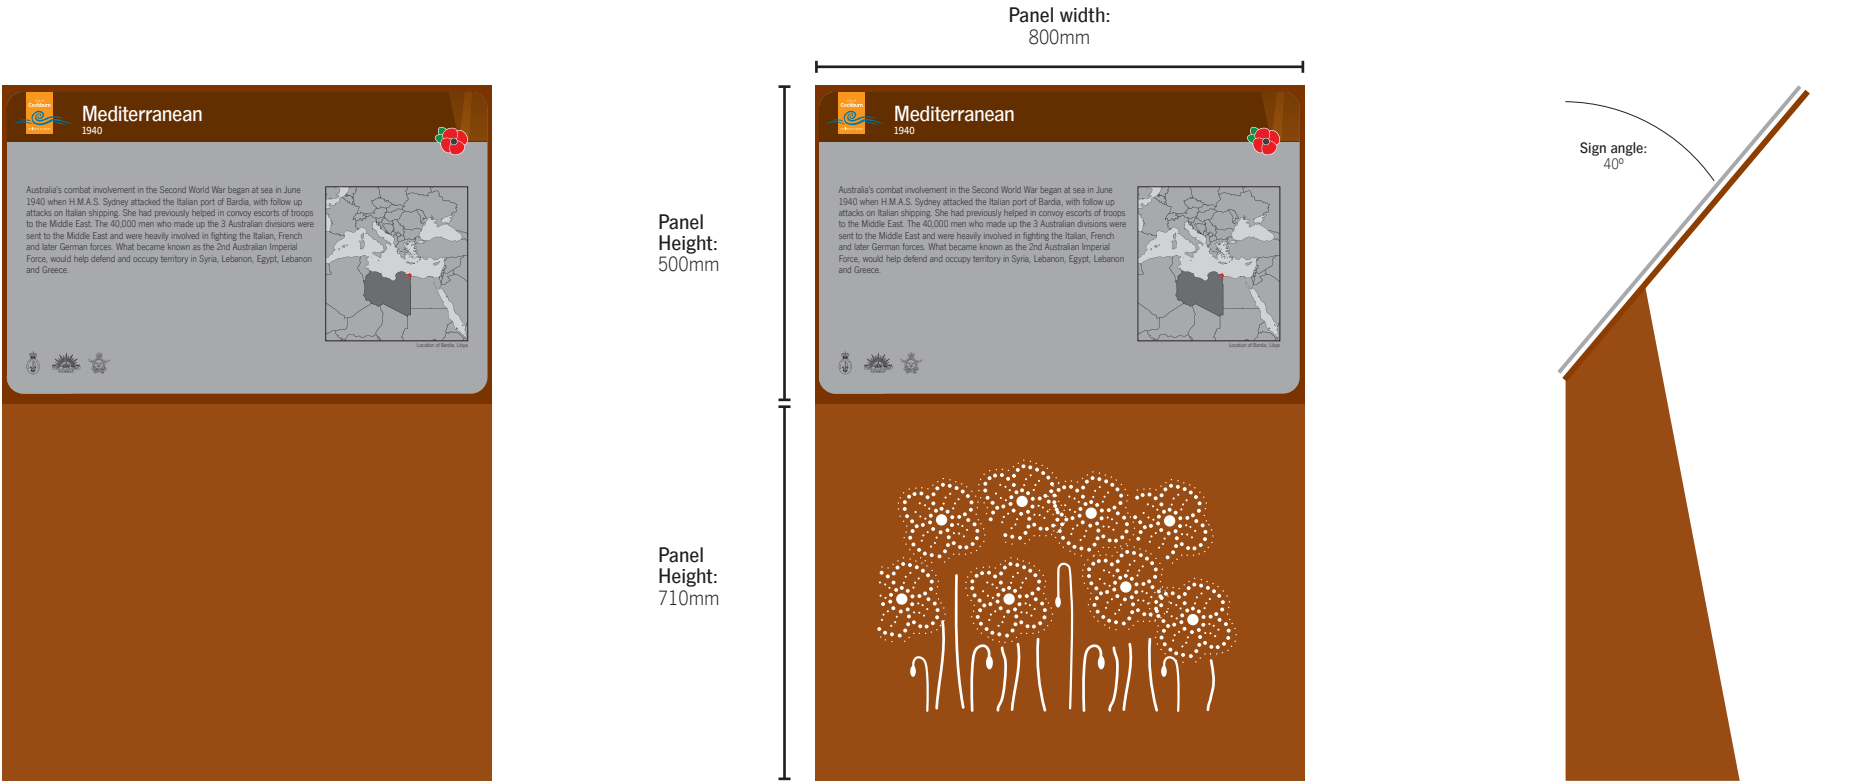 Panel width:
800mm
Cockburn
Mediterranean
1940
Australia's combat involvement in the Second World War began at sea in June
1940 when H.M.A.S. Sydney attacked the Italian port of Bardia, with follow up
attacks on Italian shipping. She had previously helped in convoy escorts of troops
to the Middle East. The 40,000 men who made up the 3 Australian divisions were
sent to the Middle East and were heavily involved in fighting the Italian, French
and later German forces. What became known as the 2nd Australian Imperial
Force, would help defend and occupy territory in Syria, Lebanon, Egypt, Lebanon
and Greece.
Location of Bardia, Libya
Panel
Height:
500mm
Panel
Height:
710mm
Cockburn
Mediterranean
1940
Australia's combat involvement in the Second World War began at sea in June
1940 when H.M.A.S. Sydney attacked the Italian port of Bardia, with follow up
attacks on Italian shipping. She had previously helped in convoy escorts of troops
to the Middle East. The 40,000 men who made up the 3 Australian divisions were
sent to the Middle East and were heavily involved in fighting the Italian, French
and later German forces. What became known as the 2nd Australian Imperial
Force, would help defend and occupy territory in Syria, Lebanon, Egypt, Lebanon
and Greece.
Location of Bardia, Libya
Sign angle:
40º